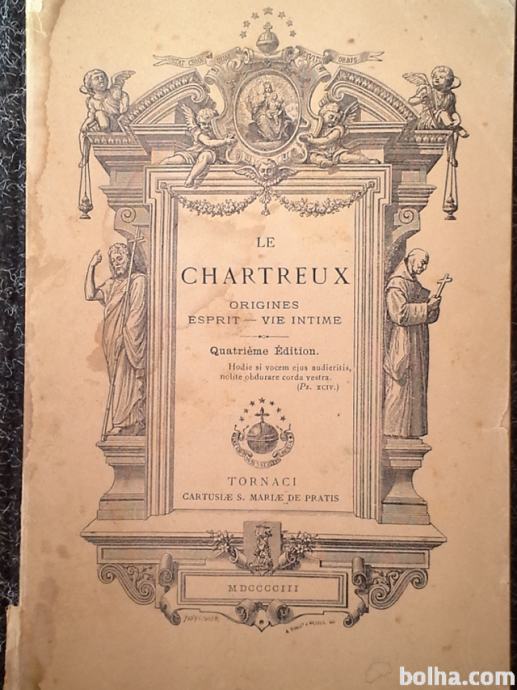 LE
CHARTREUX
ORIGINES
ESPRIT — VIE INTIME
Quatrième Édition.
Hodie si vocem ejus audieritis,
nolite obdurare corda vestra.
(Ps. XCIV.)
TORNACI
CARTUSIÆ S. MARIÆ DE PRATIS
MDCCCCIII
bolha.com